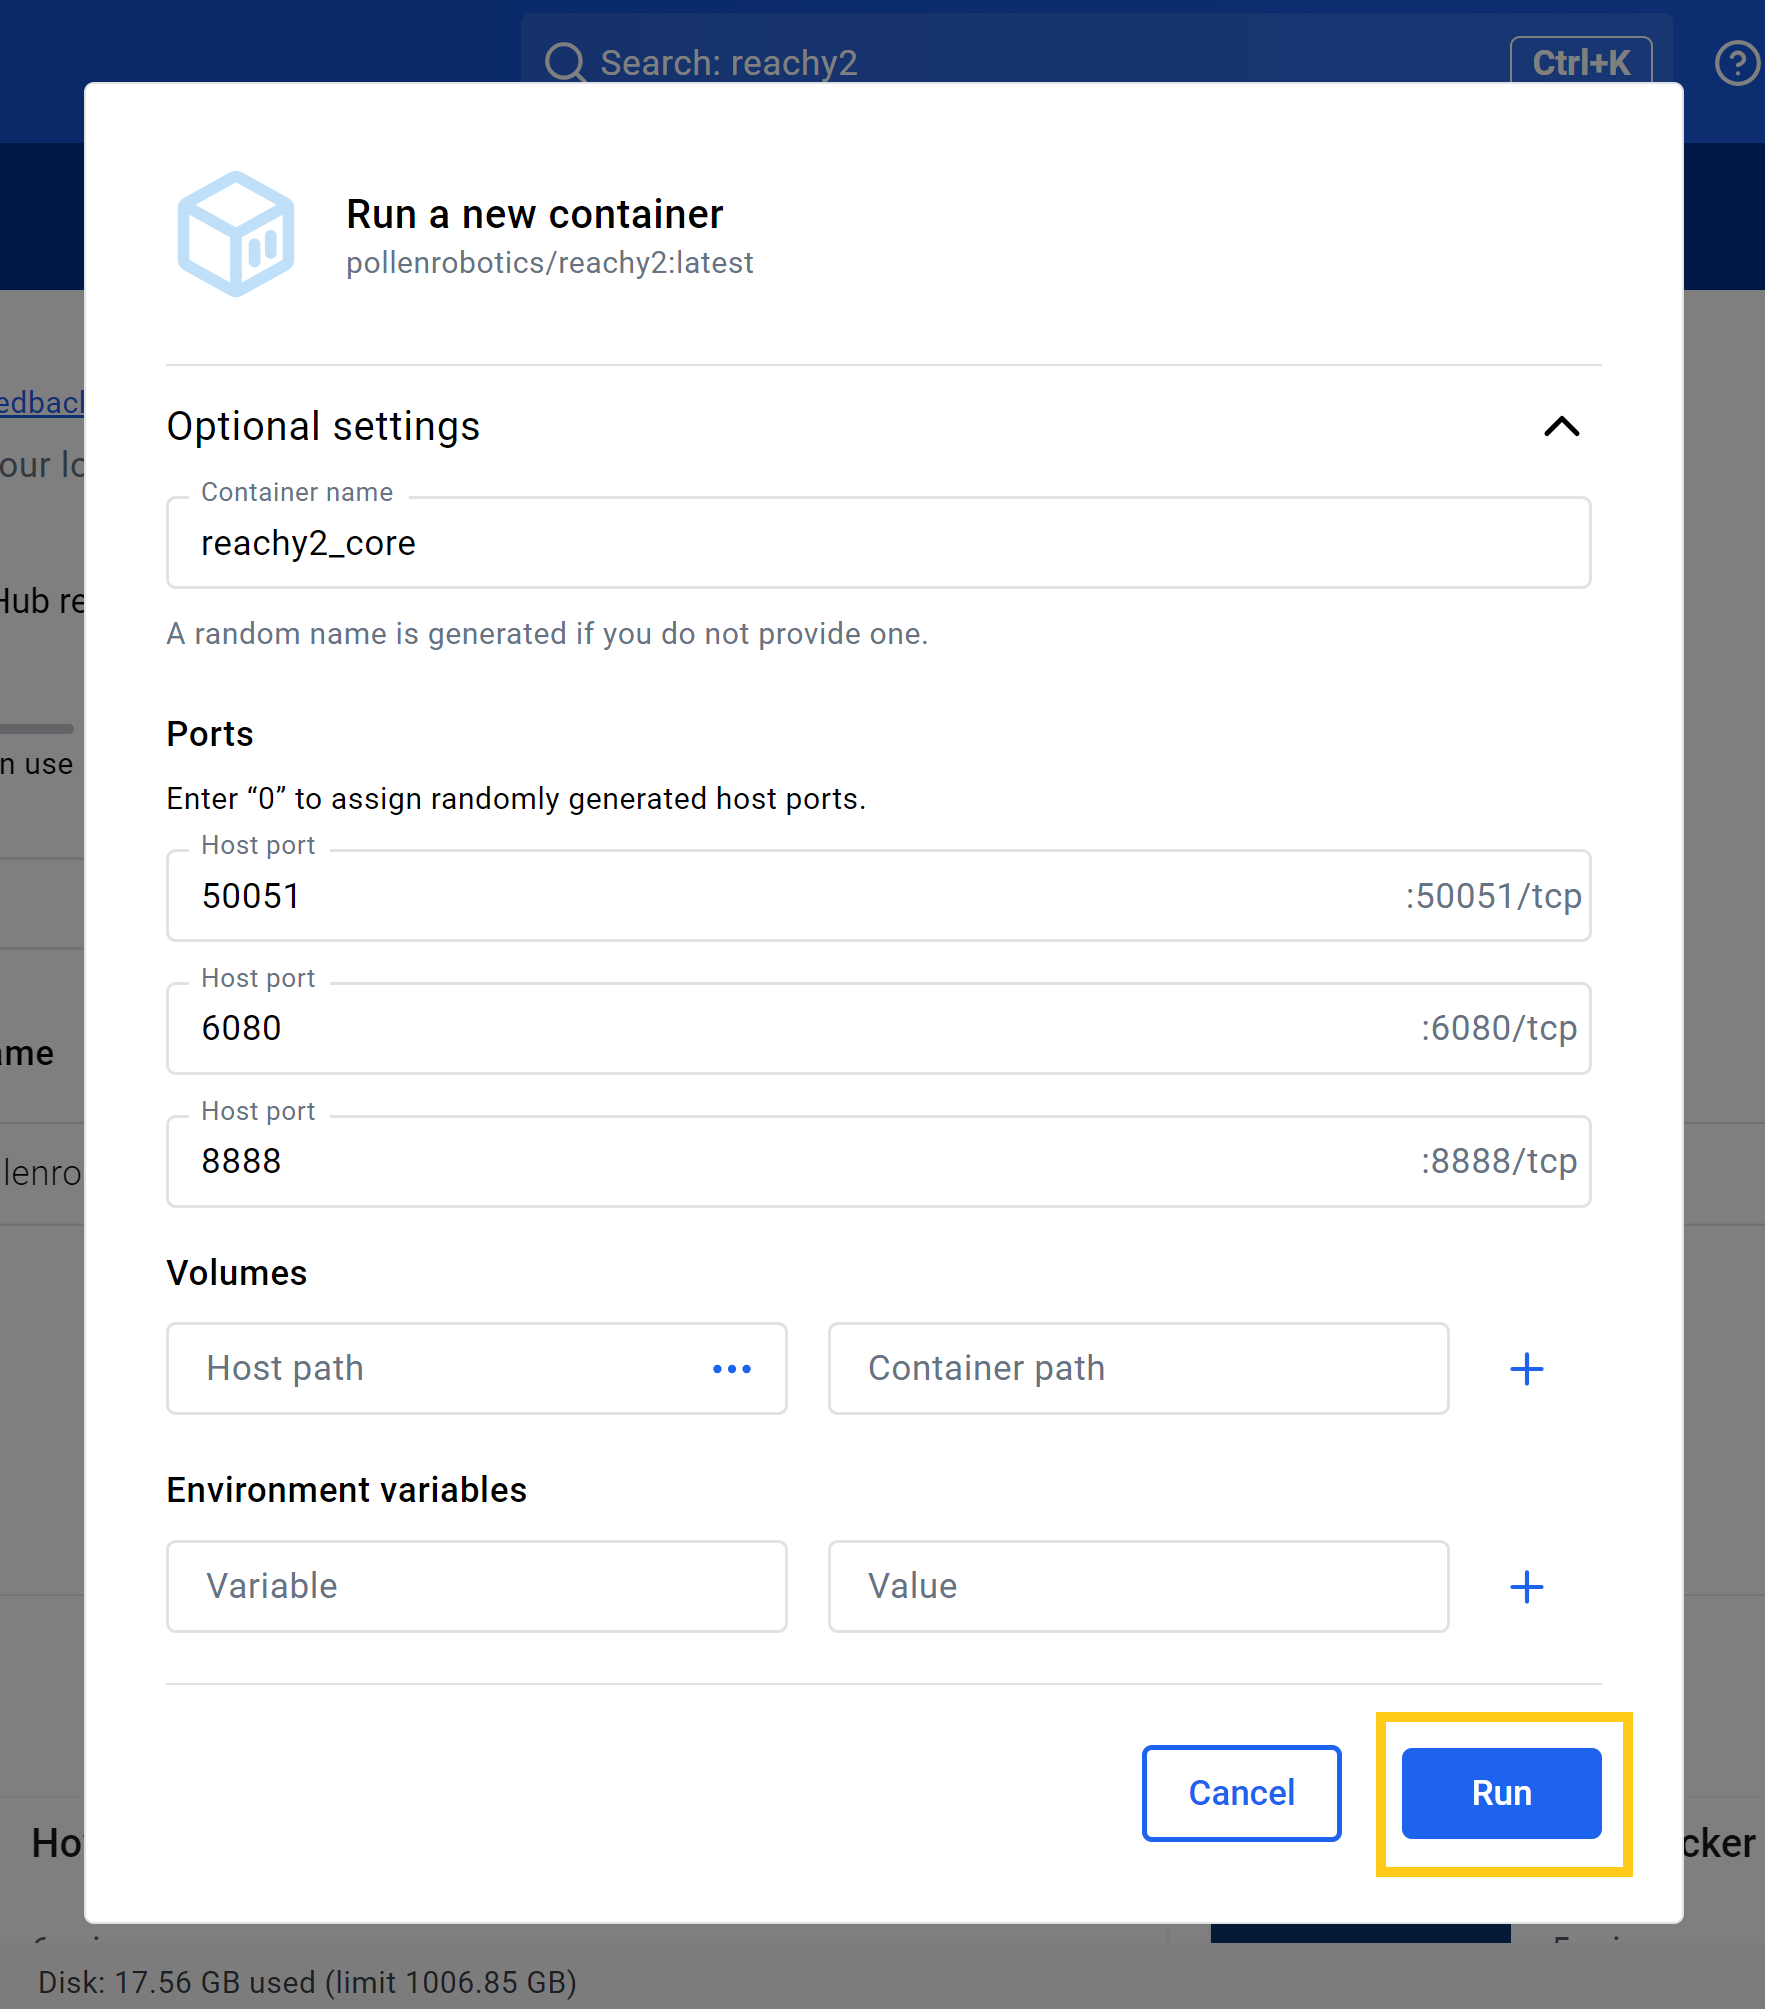 Search: reachy2
Ctrl+K
Run a new container
pollenrobotics/reachy2:latest
edback
our lo
Optional settings
Container name
reachy2_core
Hub re
A random name is generated if you do not provide one.
Ports
n use
Enter “0” to assign randomly generated host ports.
Host port
50051 :50051/tcp
Host port
6080 :6080/tcp
ame
Host port
8888 :8888/tcp
lenro
Volumes
Host path ••• Container path +
Environment variables
Variable Value +
Cancel Run
Ho
cker
Disk: 17.56 GB used (limit 1006.85 GB)